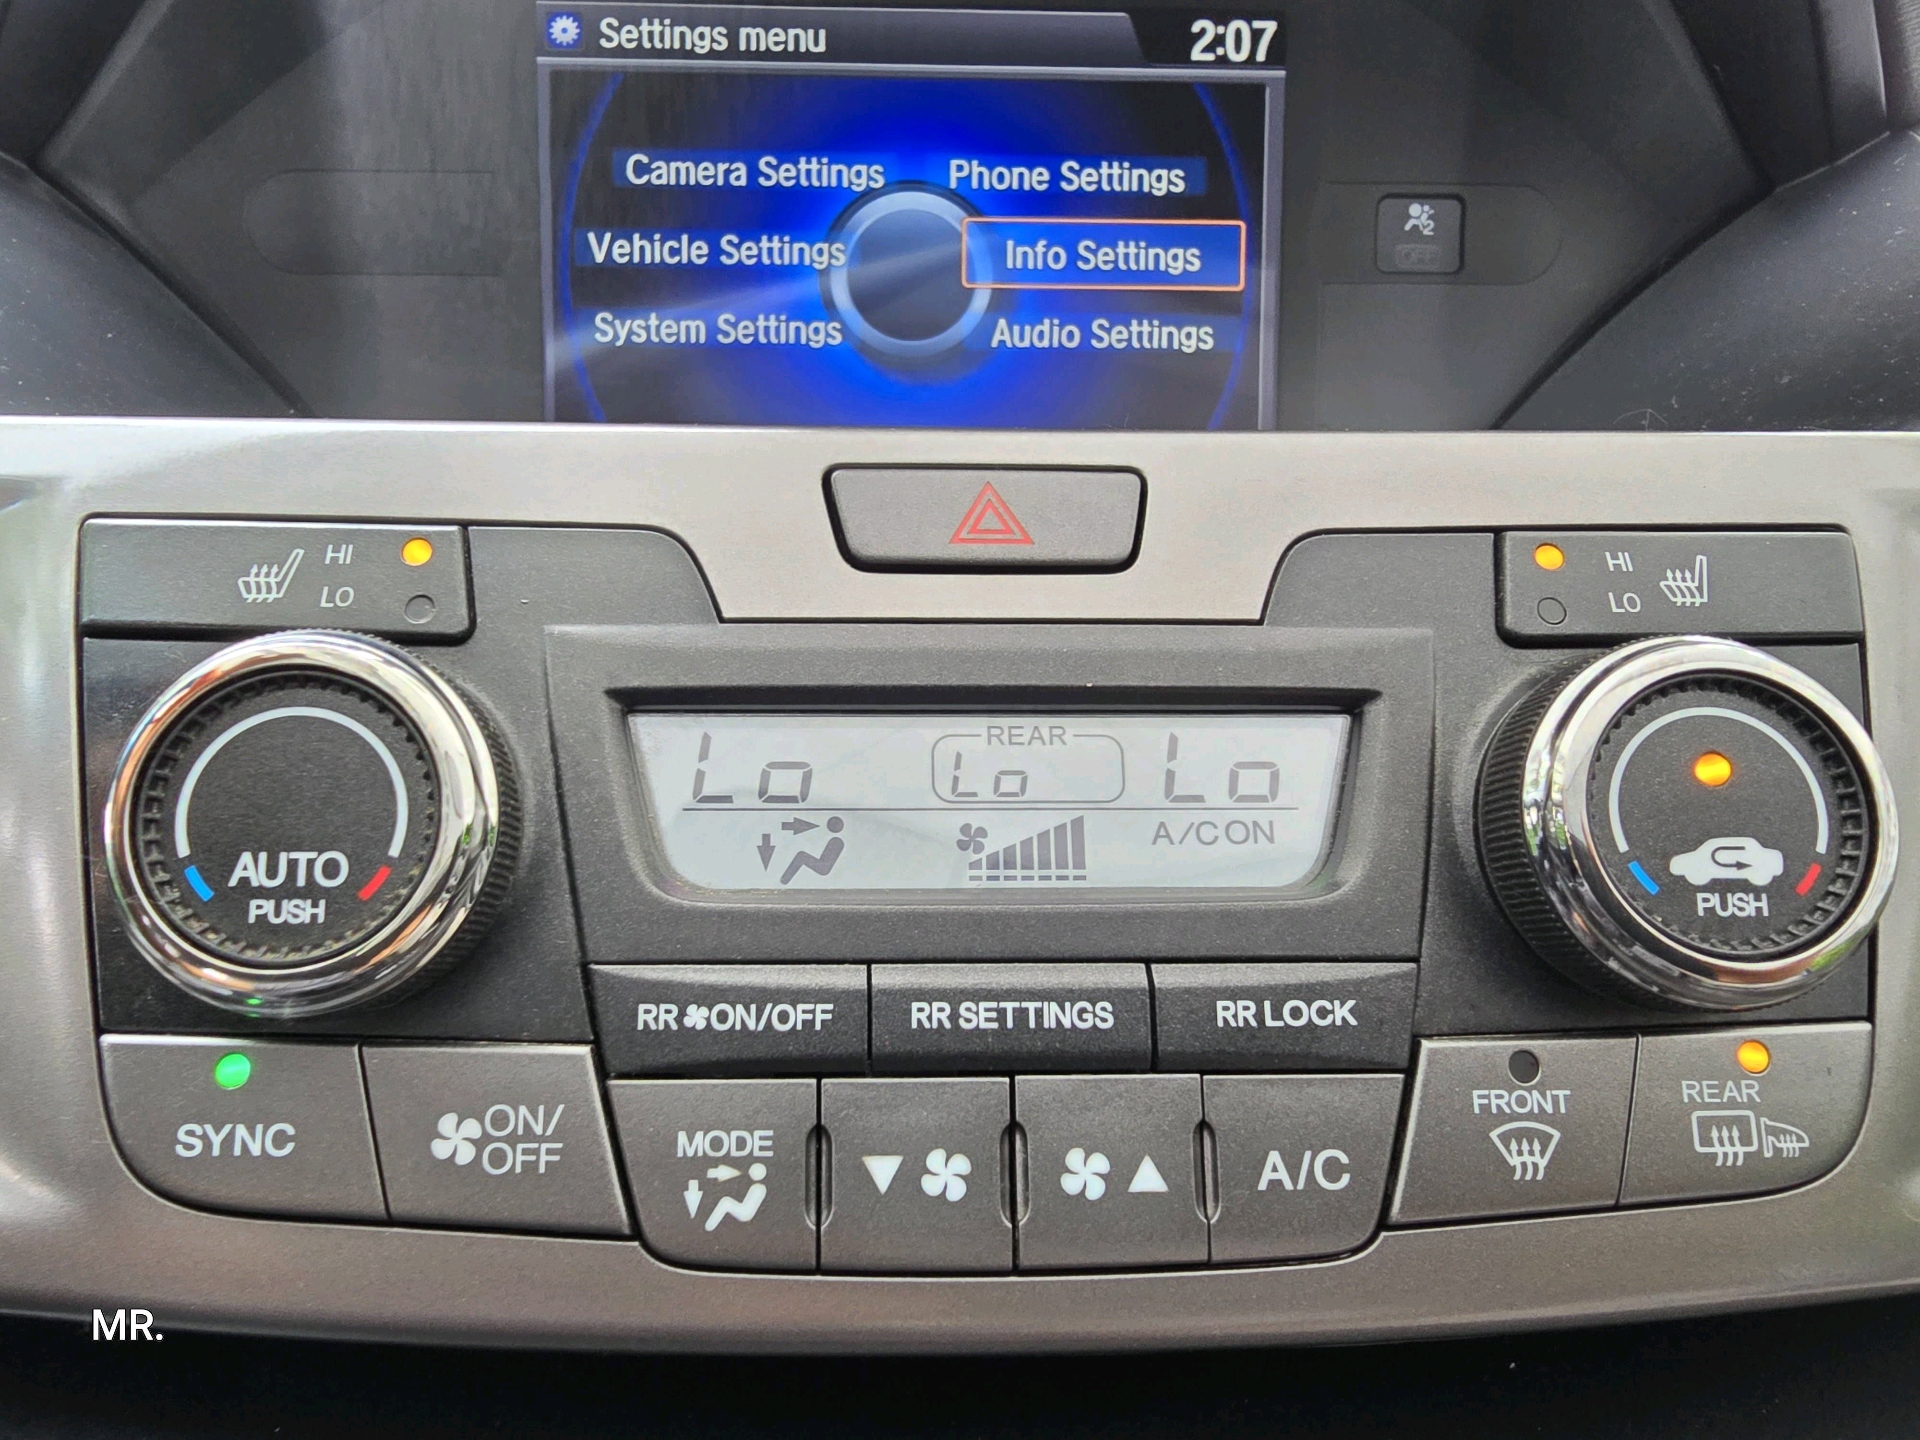 Settings menu 2:07
Camera Settings Phone Settings
Vehicle Settings Info Settings
System Settings Audio Settings
2
OFF
HI
LO
HI
LO
REAR
Lo Lo Lo
A/C ON
AUTO
PUSH
PUSH
RR ON/OFF RR SETTINGS RR LOCK
SYNC
ON/
OFF
MODE
A/C
FRONT
REAR
MR.